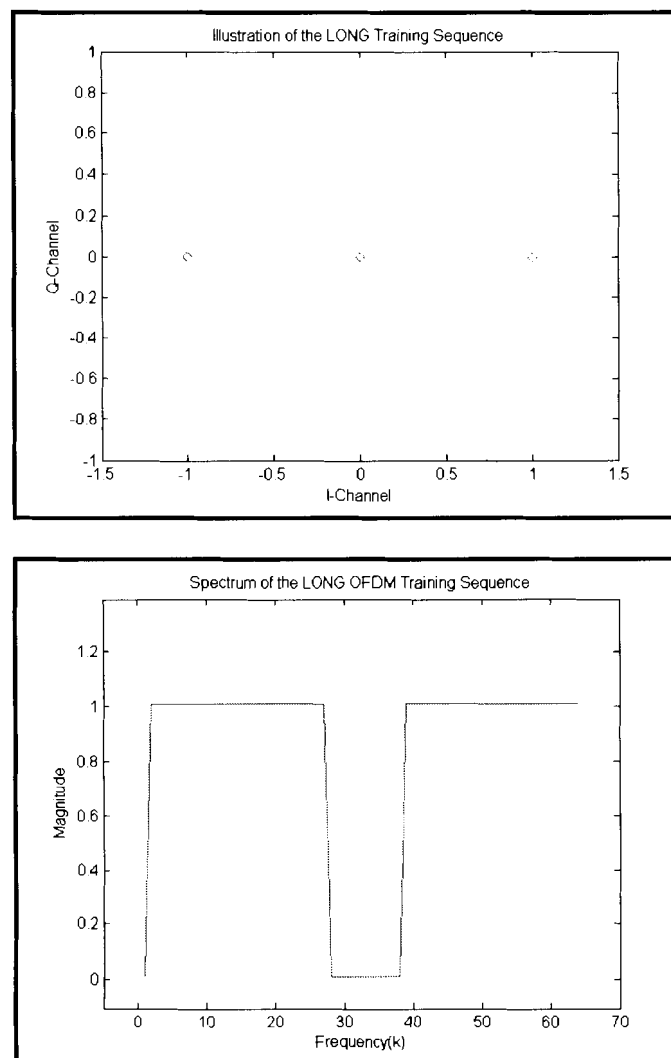 Illustration of the LONG Training Sequence
1
0.8
0.6
0.4
0.2
0
-0.2
-0.4
-0.6
-0.8
-1
Q-Channel
-1.5 -1 -0.5 0 0.5 1 1.5
I-Channel
Spectrum of the LONG OFDM Training Sequence
1.2
1
0.8
0.6
0.4
0.2
0
Magnitude
0 10 20 30 40 50 60 70
Frequency(k)